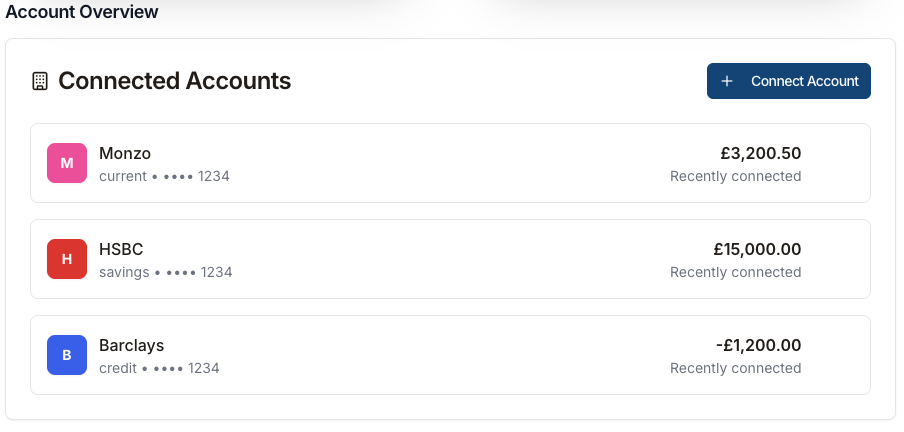 Account Overview
Connected Accounts
Connect Account
M
Monzo
£3,200.50
current • •••• 1234
Recently connected
H
HSBC
£15,000.00
savings • •••• 1234
Recently connected
B
Barclays
-£1,200.00
credit • •••• 1234
Recently connected